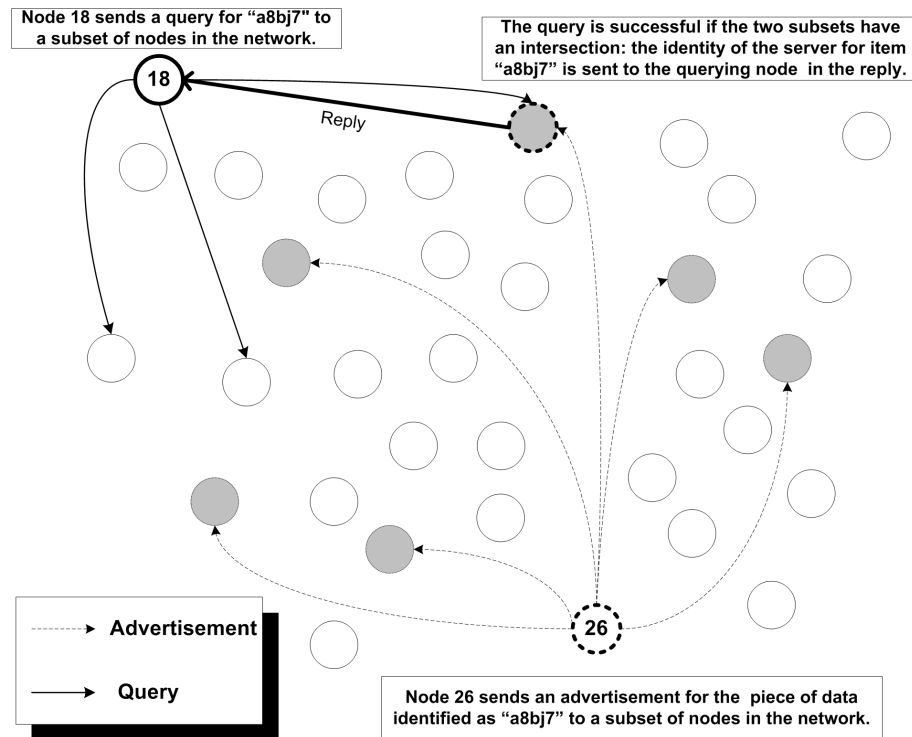 Node 18 sends a query for “a8bj7" to
a subset of nodes in the network.
The query is successful if the two subsets have
an intersection: the identity of the server for item
“a8bj7” is sent to the querying node in the reply.
18
Reply
26
Advertisement
Query
Node 26 sends an advertisement for the piece of data
identified as “a8bj7” to a subset of nodes in the network.